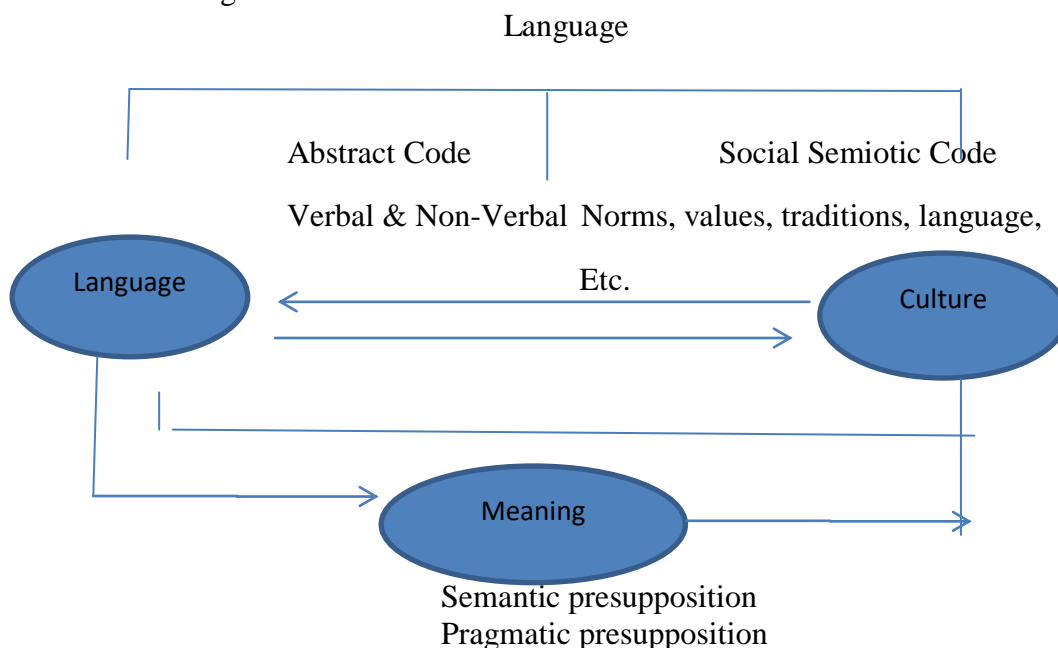 Language
Abstract Code Social Semiotic Code
Verbal & Non-Verbal Norms, values, traditions, language,
Language
Etc.
Culture
Meaning
Semantic presupposition
Pragmatic presupposition